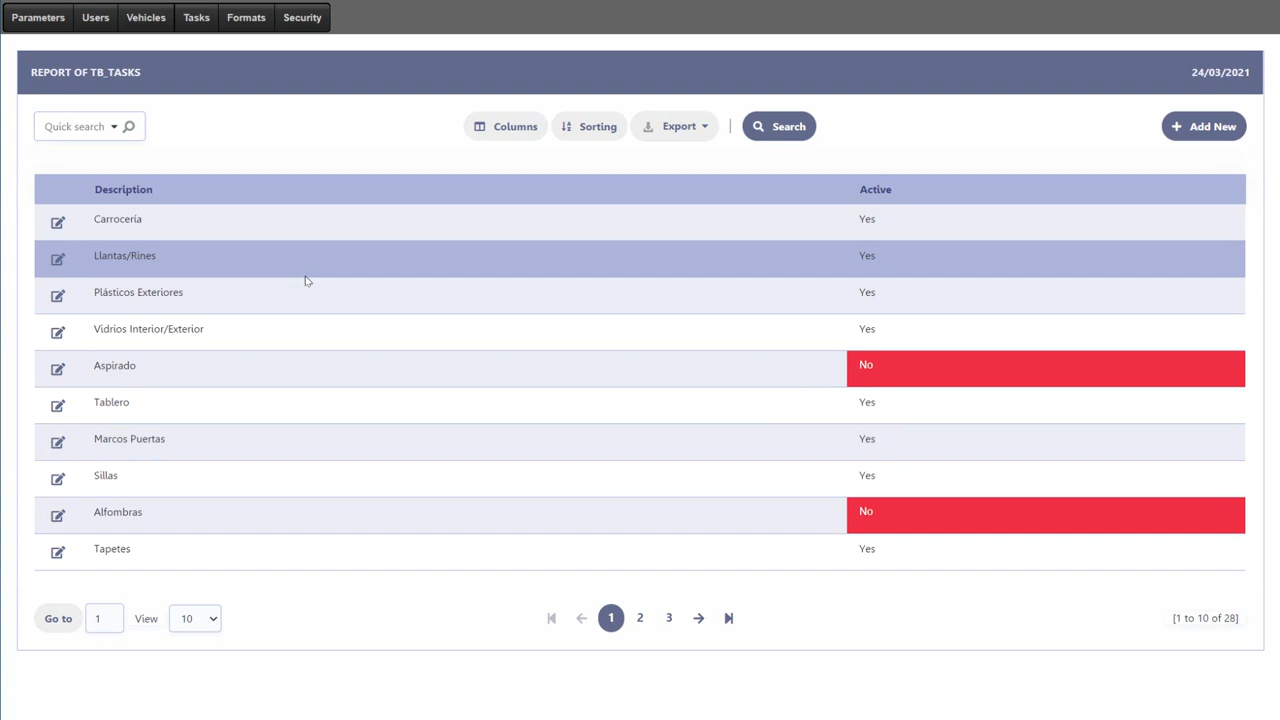 Parameters Users Vehicles Tasks Formats Security
REPORT OF TB_TASKS 24/03/2021
Quick search Columns Sorting Export | Search + Add New
Description Active
Carrocería Yes
Llantas/Rines Yes
Plásticos Exteriores Yes
Vidrios Interior/Exterior Yes
Aspirado No
Tablero Yes
Marcos Puertas Yes
Sillas Yes
Alfombras No
Tapetes Yes
Go to 1 View 10 1 2 3 [1 to 10 of 28]